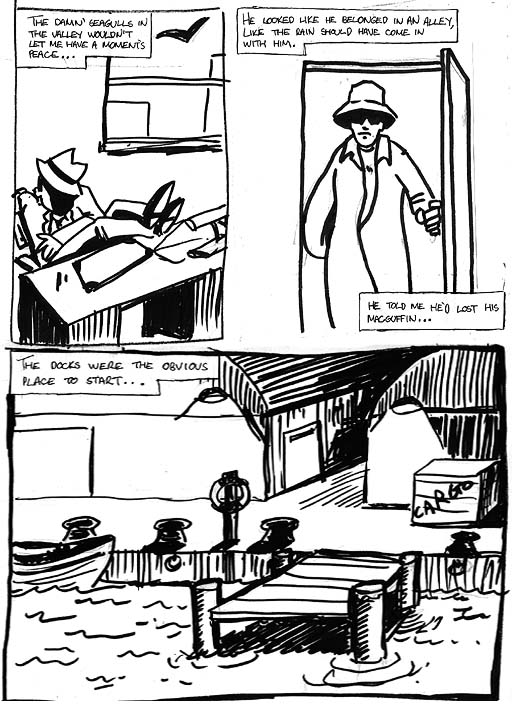 THE DAMN' SEAGULLS IN
THE VALLEY WOULDN'T
LET ME HAVE A MOMENT'S
PEACE...
HE LOOKED LIKE HE BELONGED IN AN ALLEY,
LIKE THE RAIN SHOULD HAVE COME IN
WITH HIM.
HE TOLD ME HE'D LOST HIS
MACGUFFIN...
THE DOCKS WERE THE OBVIOUS
PLACE TO START...
CARGO